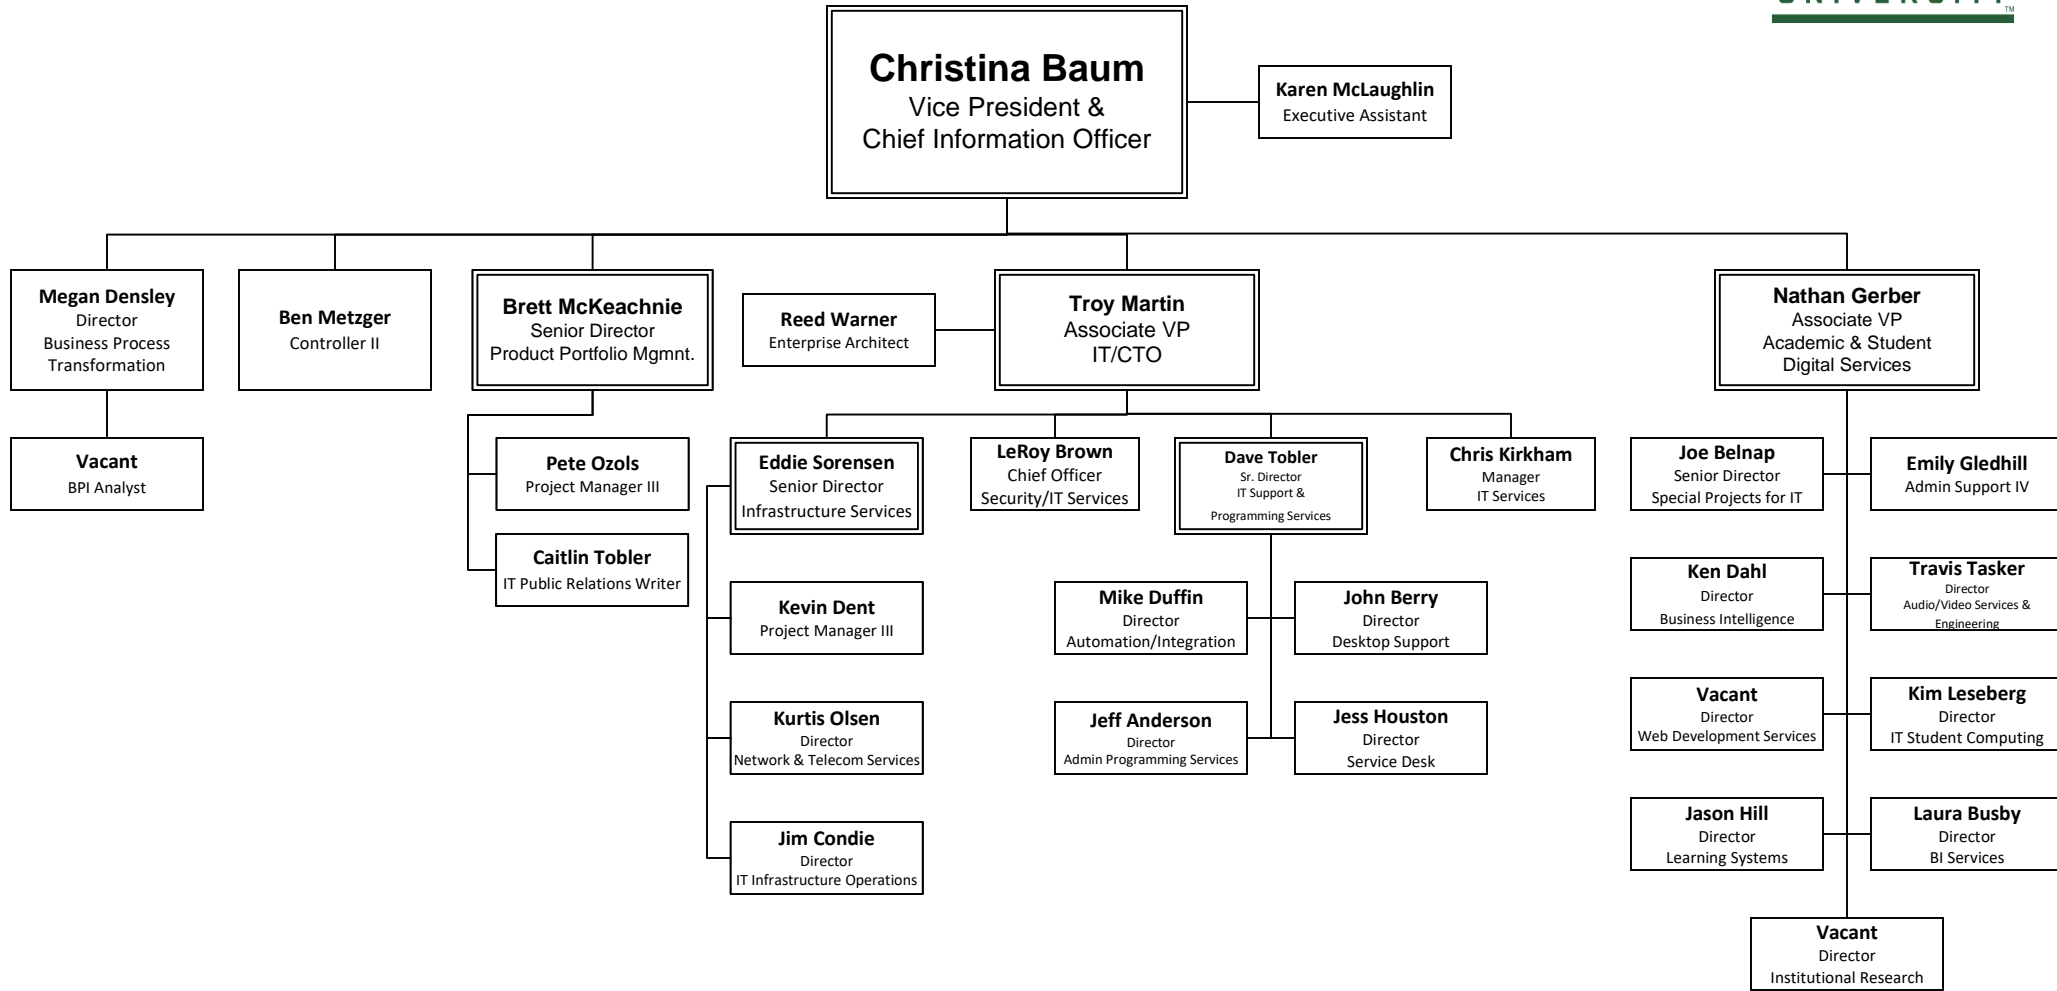 UNIVERSITY
TM
Christina Baum
Vice President &
Chief Information Officer
Karen McLaughlin
Executive Assistant
Megan Densley
Director
Business Process
Transformation
Ben Metzger
Controller II
Brett McKeachnie
Senior Director
Product Portfolio Mgmnt.
Reed Warner
Enterprise Architect
Troy Martin
Associate VP
IT/CTO
Nathan Gerber
Associate VP
Academic & Student
Digital Services
Vacant
BPI Analyst
Pete Ozols
Project Manager III
Caitlin Tobler
IT Public Relations Writer
Eddie Sorensen
Senior Director
Infrastructure Services
Kevin Dent
Project Manager III
Kurtis Olsen
Director
Network & Telecom Services
Jim Condie
Director
IT Infrastructure Operations
LeRoy Brown
Chief Officer
Security/IT Services
Dave Tobler
Sr. Director
IT Support &
Programming Services
Chris Kirkham
Manager
IT Services
Mike Duffin
Director
Automation/Integration
John Berry
Director
Desktop Support
Jeff Anderson
Director
Admin Programming Services
Jess Houston
Director
Service Desk
Joe Belnap
Senior Director
Special Projects for IT
Emily Gledhill
Admin Support IV
Ken Dahl
Director
Business Intelligence
Travis Tasker
Director
Audio/Video Services &
Engineering
Vacant
Director
Web Development Services
Kim Leseberg
Director
IT Student Computing
Jason Hill
Director
Learning Systems
Laura Busby
Director
BI Services
Vacant
Director
Institutional Research